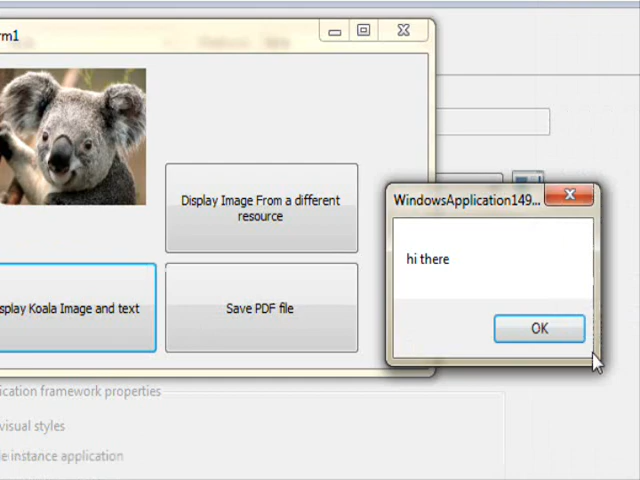 rm1
Display Image From a different
resource
WindowsApplication149...
hi there
splay Koala Image and text
Save PDF file
OK
ication framework properties
visual styles
le instance application